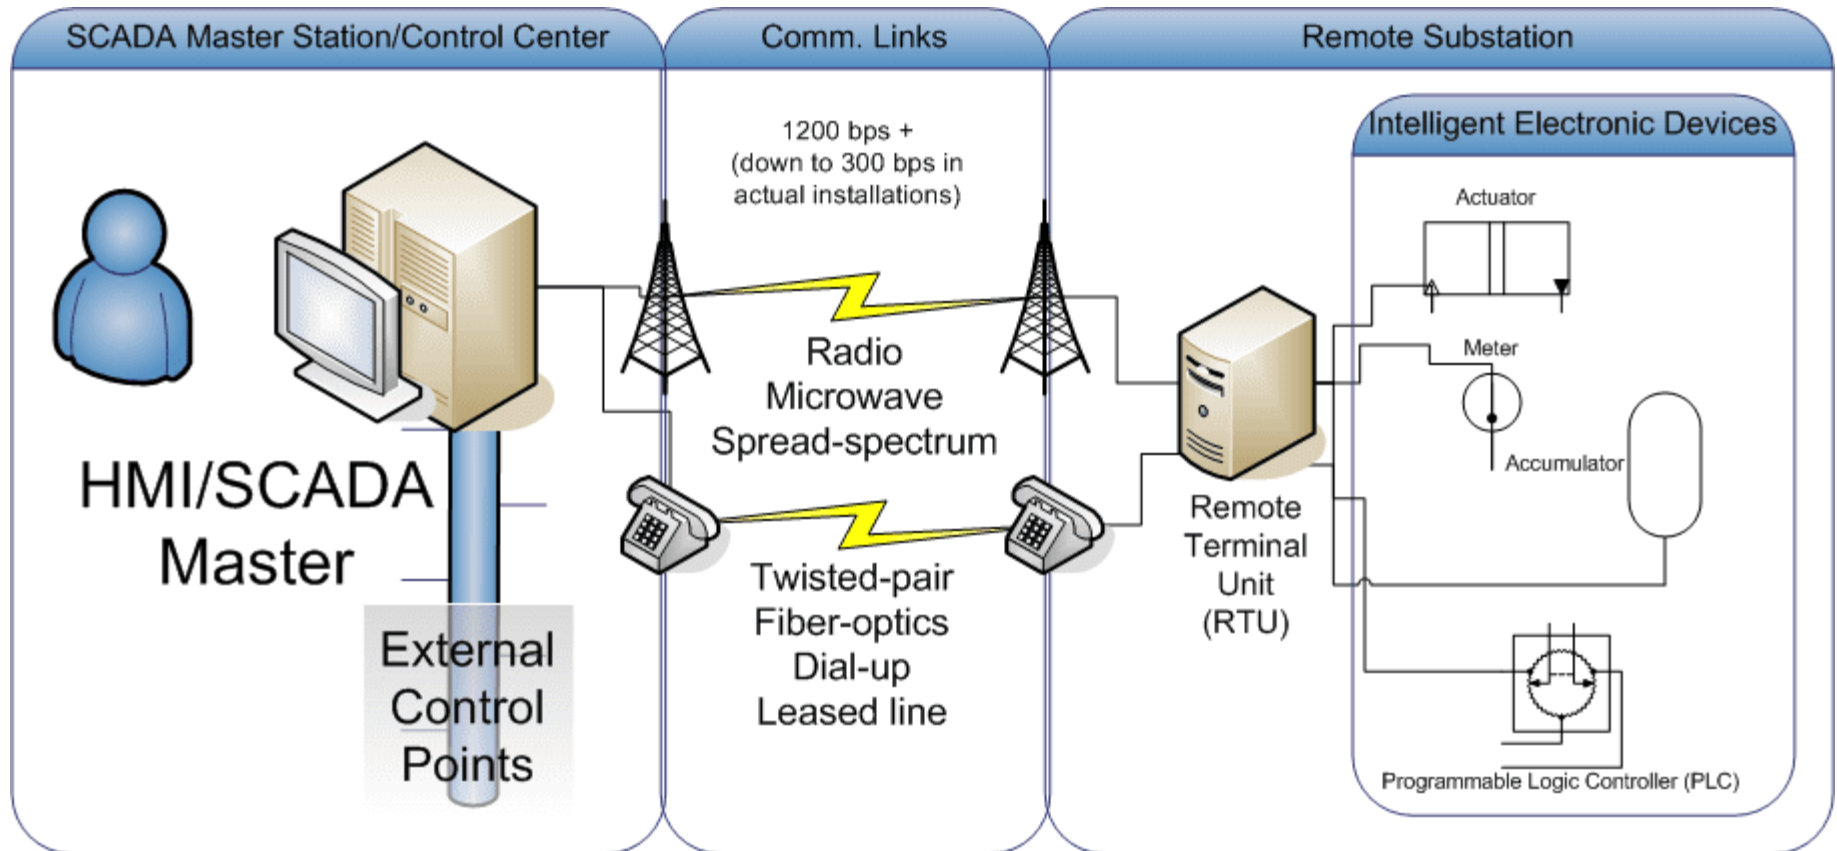 SCADA Master Station/Control Center
HMI/SCADA
Master
External
Control
Points
Comm. Links
1200 bps +
(down to 300 bps in
actual installations)
Radio
Microwave
Spread-spectrum
Twisted-pair
Fiber-optics
Dial-up
Leased line
Remote Substation
Remote
Terminal
Unit
(RTU)
Intelligent Electronic Devices
Actuator
Meter
Accumulator
Programmable Logic Controller (PLC)